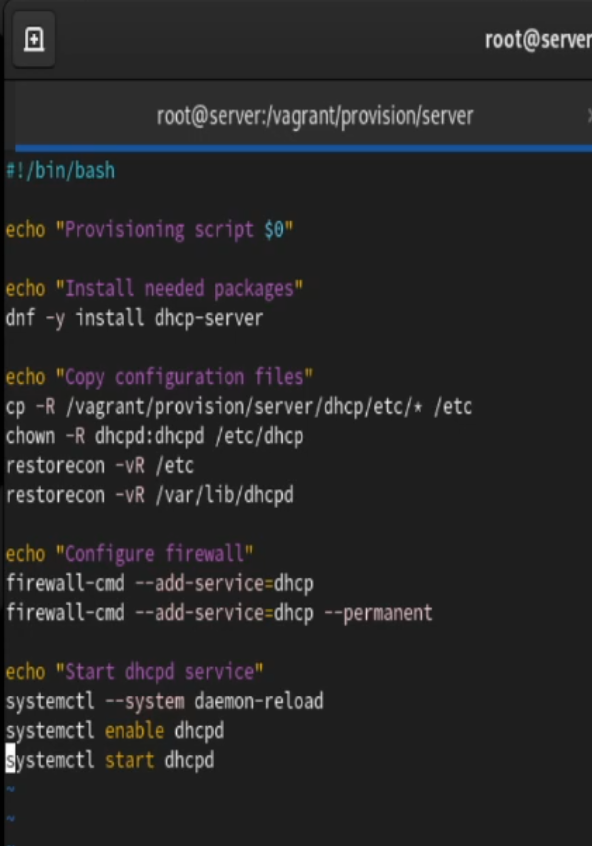 root@server
root@server:/vagrant/provision/server
#!/bin/bash
echo "Provisioning script $0"
echo "Install needed packages"
dnf -y install dhcp-server
echo "Copy configuration files"
cp -R /vagrant/provision/server/dhcp/etc/* /etc
chown -R dhcpd:dhcpd /etc/dhcp
restorecon -vR /etc
restorecon -vR /var/lib/dhcpd
echo "Configure firewall"
firewall-cmd --add-service=dhcp
firewall-cmd --add-service=dhcp --permanent
echo "Start dhcpd service"
systemctl --system daemon-reload
systemctl enable dhcpd
systemctl start dhcpd
~
~